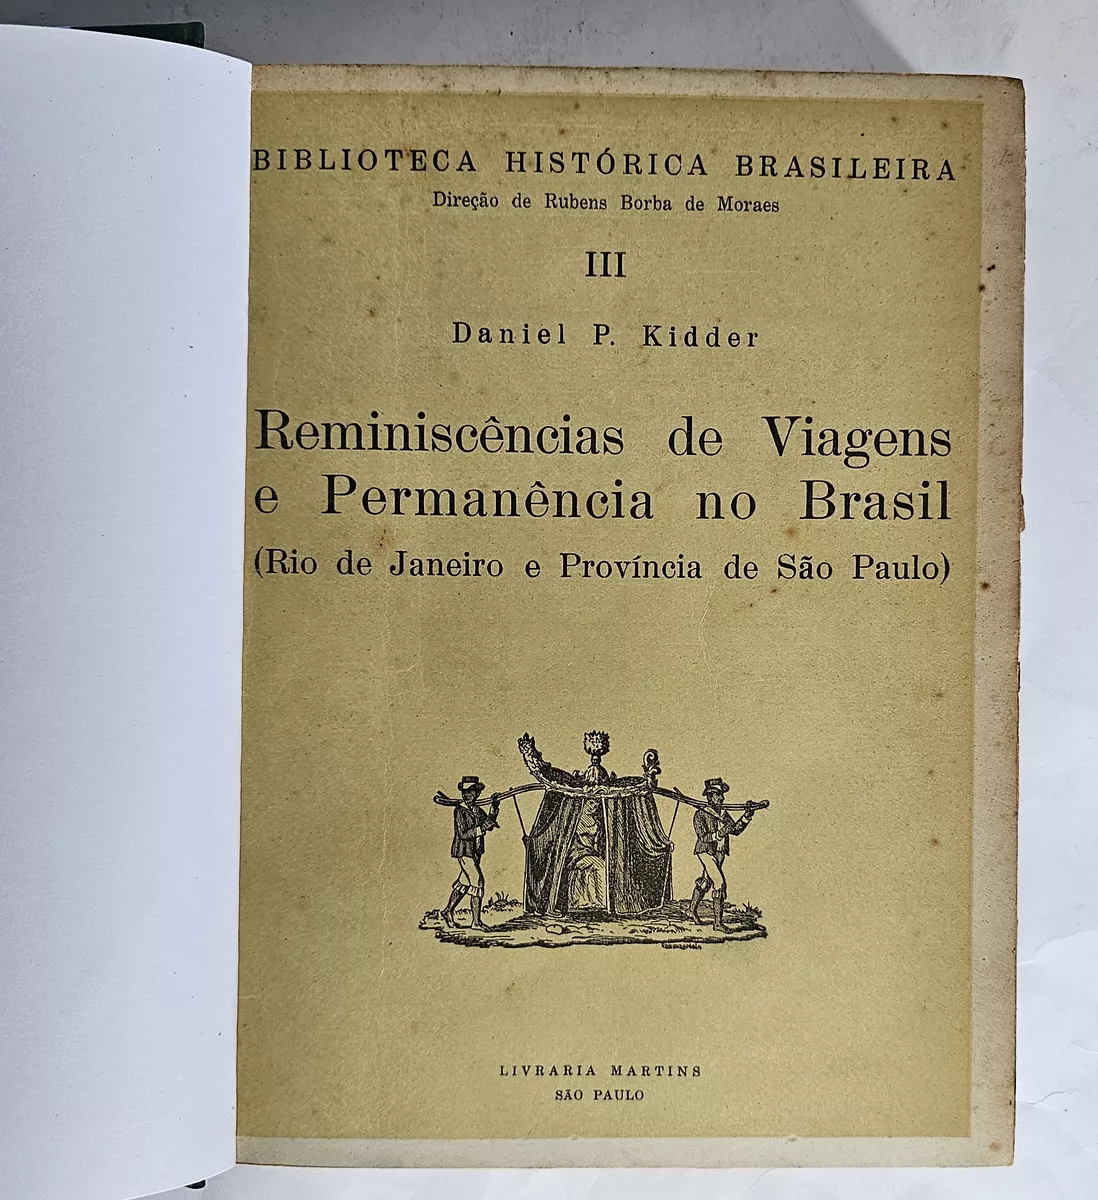 BIBLIOTECA HISTÓRICA BRASILEIRA
Direção de Rubens Borba de Moraes
III
Daniel P. Kidder
Reminiscências de Viagens
e Permanência no Brasil
(Rio de Janeiro e Província de São Paulo)
LIVRARIA MARTINS
SÃO PAULO